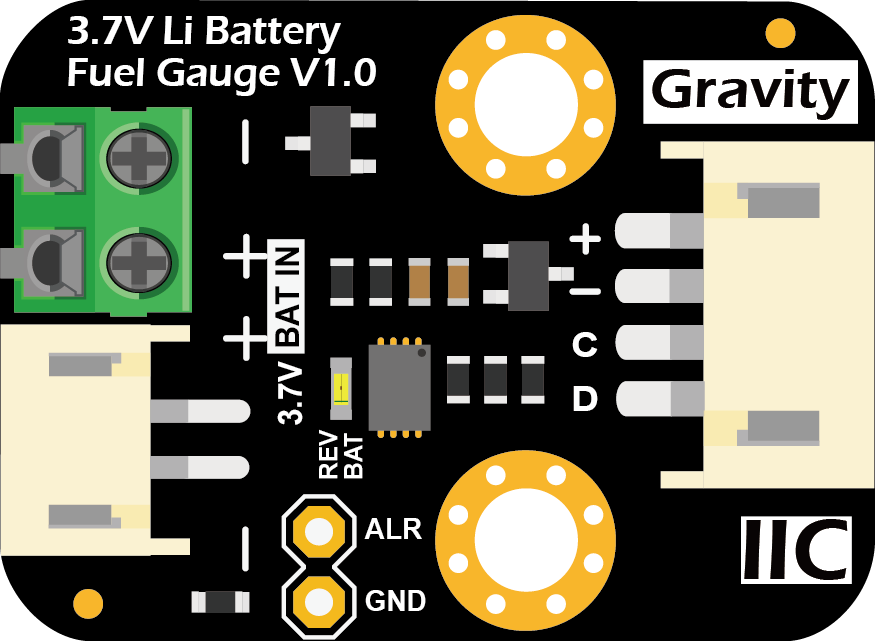 3.7V Li Battery
Fuel Gauge V1.0
Gravity
−
+
+
3.7V BAT IN
+
−
C
D
REV
BAT
−
ALR
GND
IIC